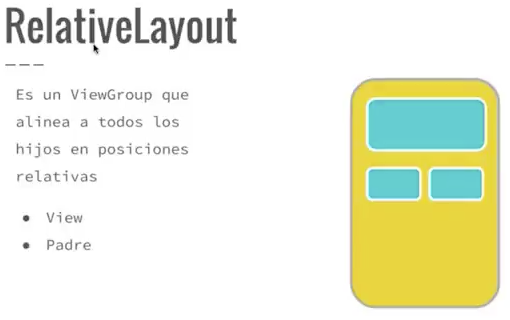 RelativeLayout
Es un ViewGroup que
alinea a todos los
hijos en posiciones
relativas
● View
● Padre